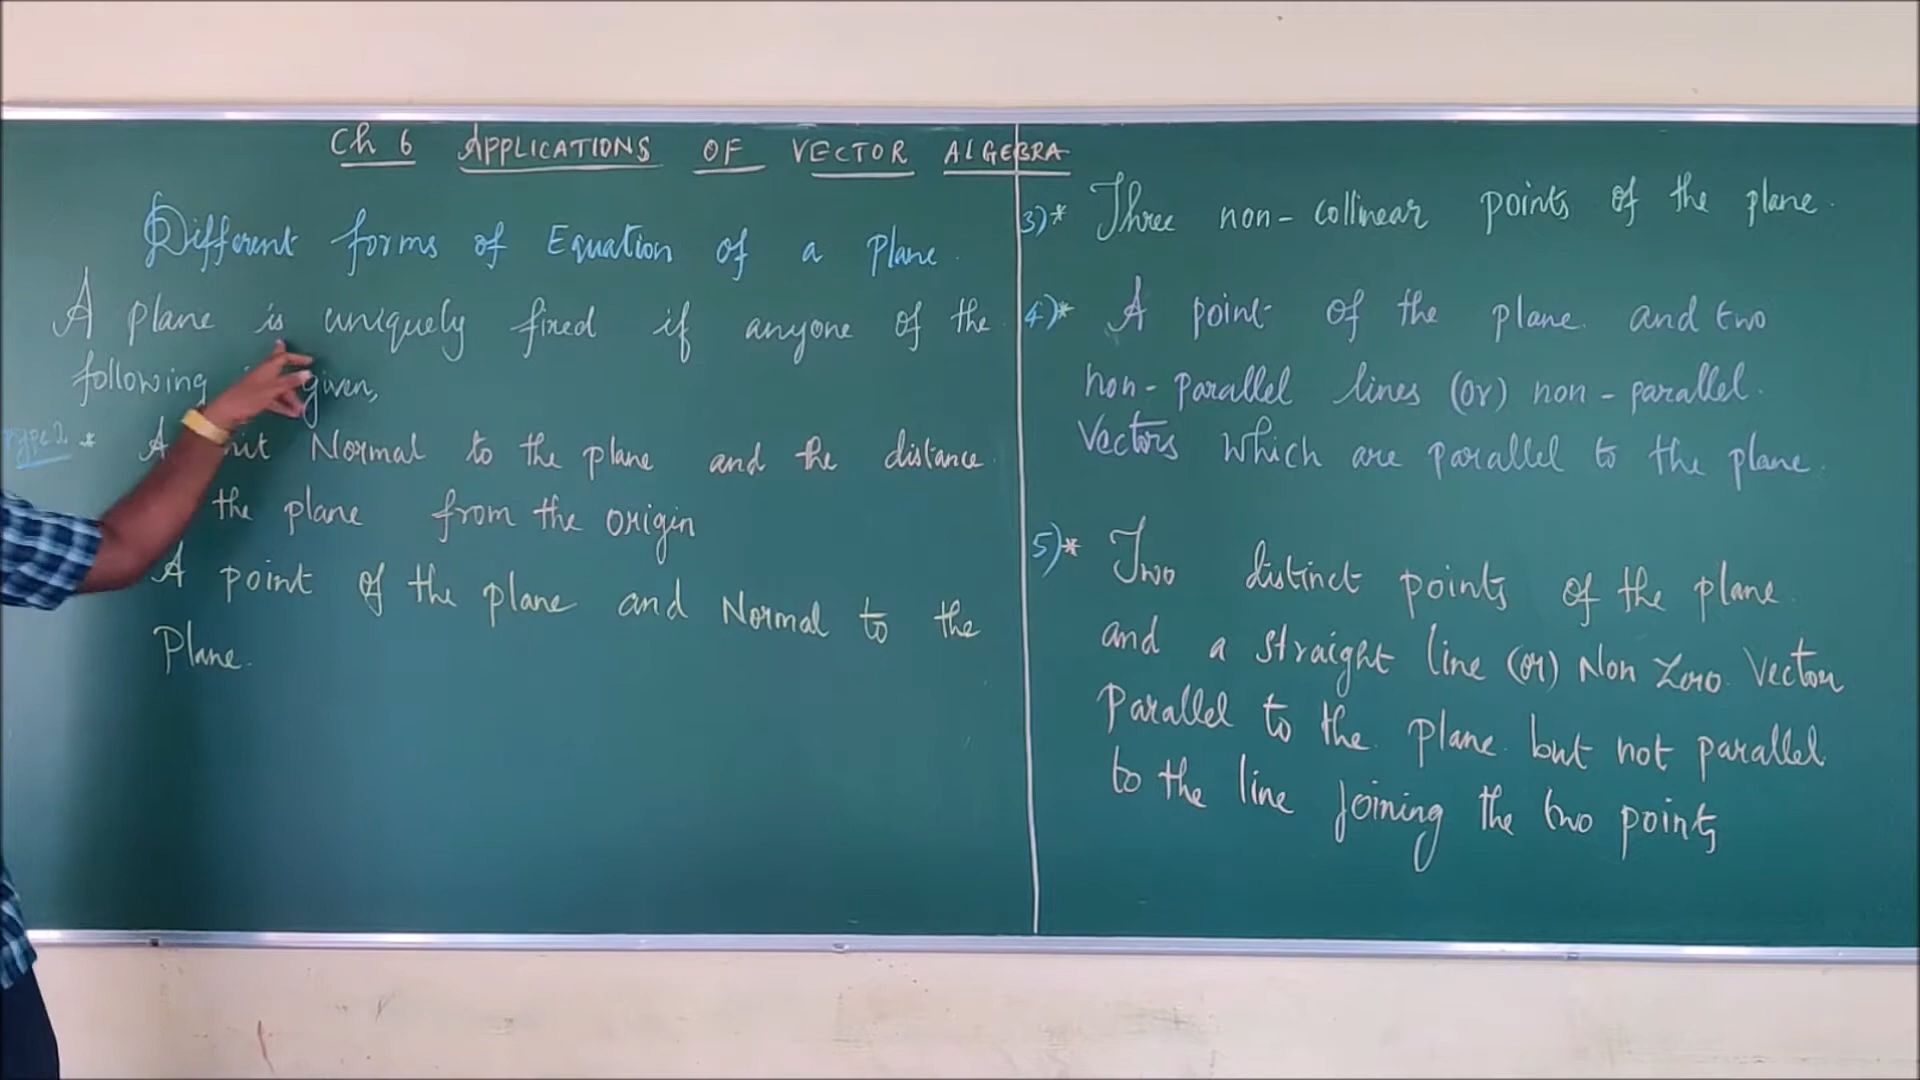 Ch 6 APPLICATIONS OF VECTOR ALGEBRA
Different forms of Equation of a Plane.
A plane is uniquely fixed if anyone of the
following given,
* A Normal to the plane and the distance
the plane from the origin
A point of the plane and Normal to the
Plane.
3)* Three non-collinear points of the plane.
4)* A point of the plane. and two
non-parallel lines (or) non-parallel.
Vectors which are parallel to the plane.
5)* Two distinct points of the plane.
and a straight line (or) Non Zero Vector
Parallel to the plane but not parallel
to the line joining the two points